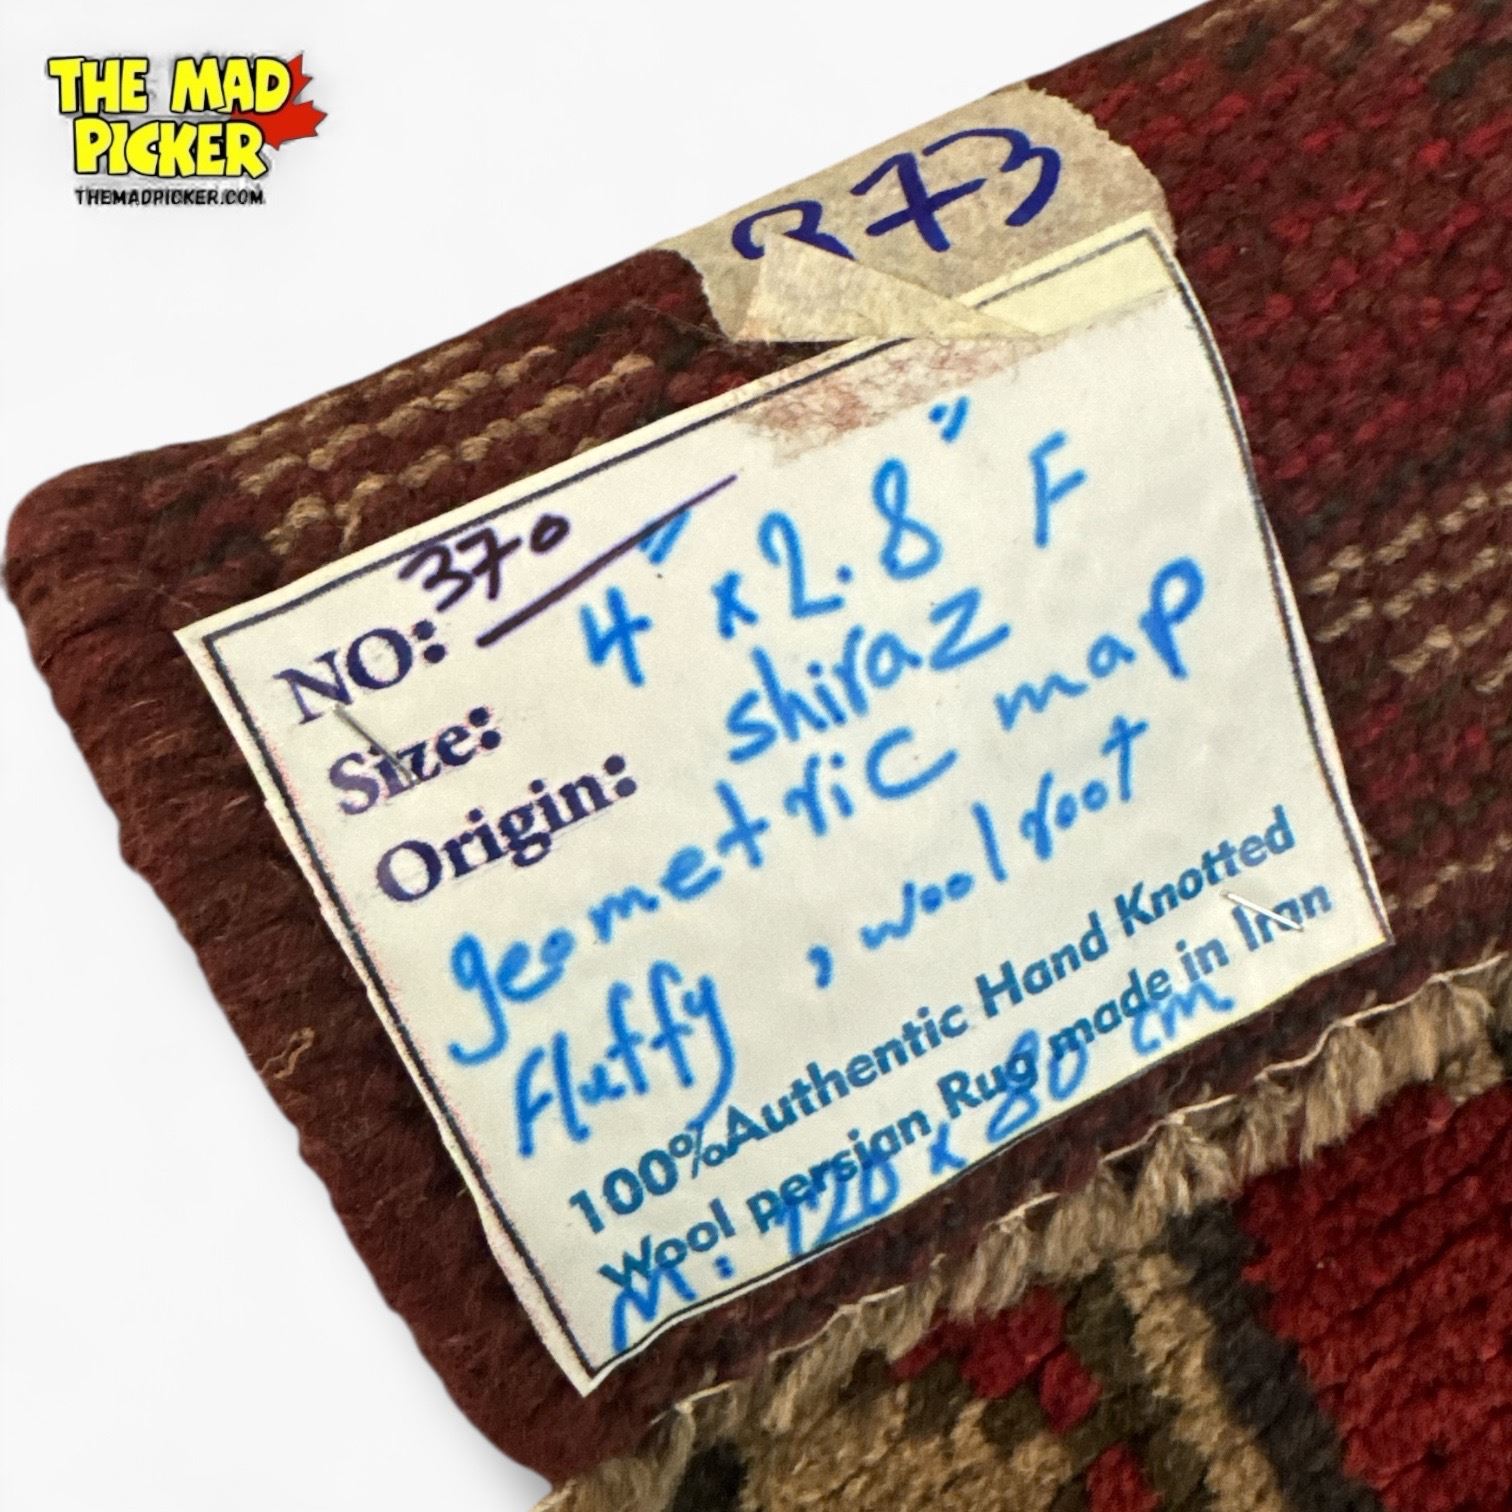 THE MAD
PICKER
THEMADPICKER.COM
373
NO: 370
Size: 4" x 2.8" F
Origin: shiraz
geometric map
fluffy , wool root
100%Authentic Hand Knotted
Wool persian Rug made in Iran
M: 120 x 80 cm